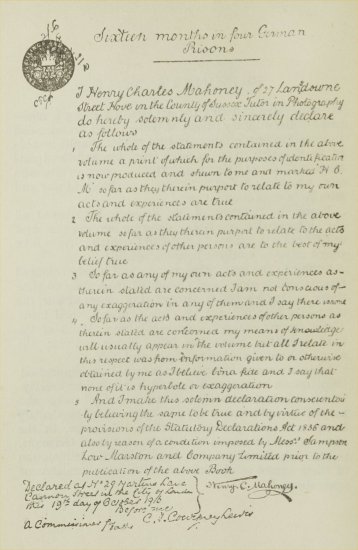 Sixteen months in four German
Prisons
I Henry Charles Mahoney of 27 Lansdowne
Street Hove in the County of Sussex Tutor in Photography
do hereby solemnly and sincerely declare
as follows
1 The whole of the statements contained in the above
volume a print of which for the purposes of identification
is now produced and shewn to me and marked "H. C.
M" so far as they therein purport to relate to my own
acts and experiences are true
2 The whole of the statements contained in the above
volume so far as they therein purport to relate to the acts
and experiences of other persons are to the best of my
belief true
3 So far as any of my own acts and experiences as
therein stated are concerned I am not conscious of
any exaggeration in any of them and I say there is none
4. So far as the acts and experiences of other persons as
therein stated are concerned my means of knowledge
will usually appear in the volume but all I relate in
this respect was from information given to or otherwise
obtained by me as I believe bona fide and I say that
none of it is hyperbole or exaggeration
5 And I make this solemn declaration conscientious
ly believing the same to be true and by virtue of the
provisions of the Statutory Declarations Act 1835 and
also by reason of a condition imposed by Messrs Sampson
Low Marston and Company Limited prior to the
publication of the above Book
Declared at No 29 Martins Lane
Cannon Street in the City of London
this 19th day of October 1916
Henry C. Mahoney.
Before me
C. J. Cowdrey
A Commissioner Oaths